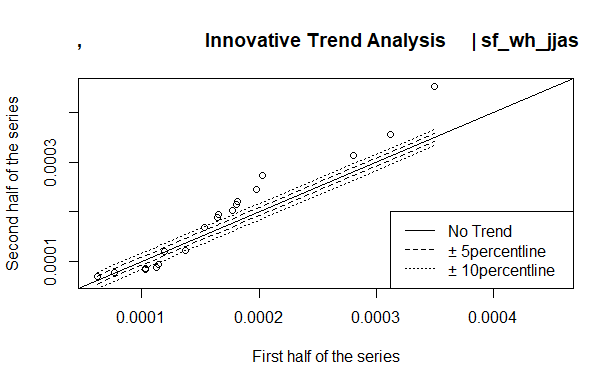 , Innovative Trend Analysis | sf_wh_jjas
Second half of the series
0.0003
0.0001
No Trend
± 5percentline
± 10percentline
0.0001 0.0002 0.0003 0.0004
First half of the series